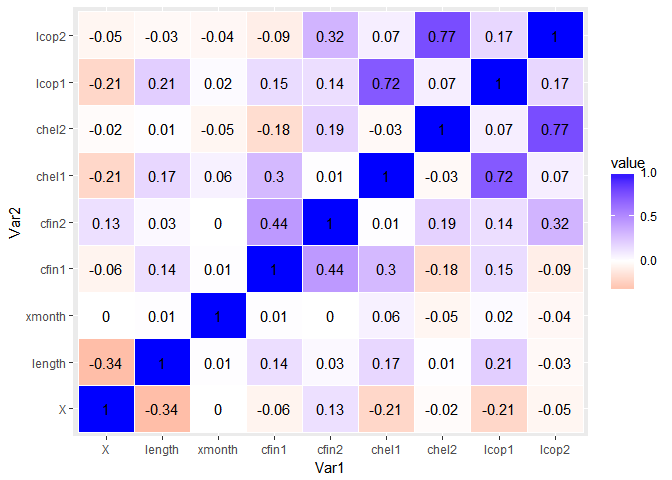 lcop2 -0.05 -0.03 -0.04 -0.09 0.32 0.07 0.77 0.17 1
lcop1 -0.21 0.21 0.02 0.15 0.14 0.72 0.07 1 0.17
chel2 -0.02 0.01 -0.05 -0.18 0.19 -0.03 1 0.07 0.77
chel1 -0.21 0.17 0.06 0.3 0.01 1 -0.03 0.72 0.07
cfin2 0.13 0.03 0 0.44 1 0.01 0.19 0.14 0.32
cfin1 -0.06 0.14 0.01 1 0.44 0.3 -0.18 0.15 -0.09
xmonth 0 0.01 1 0.01 0 0.06 -0.05 0.02 -0.04
length -0.34 1 0.01 0.14 0.03 0.17 0.01 0.21 -0.03
X 1 -0.34 0 -0.06 0.13 -0.21 -0.02 -0.21 -0.05
X length xmonth cfin1 cfin2 chel1 chel2 lcop1 lcop2
Var1
Var2
value
1.0
0.5
0.0